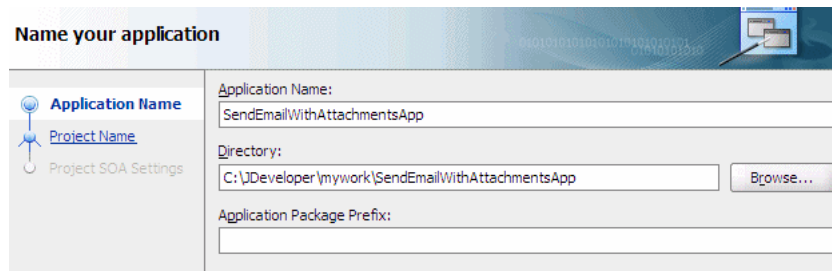 Name your application
Application Name
Project Name
Project SOA Settings
Application Name:
SendEmailWithAttachmentsApp
Directory:
C:\JDeveloper\mywork\SendEmailWithAttachmentsApp
Browse...
Application Package Prefix: